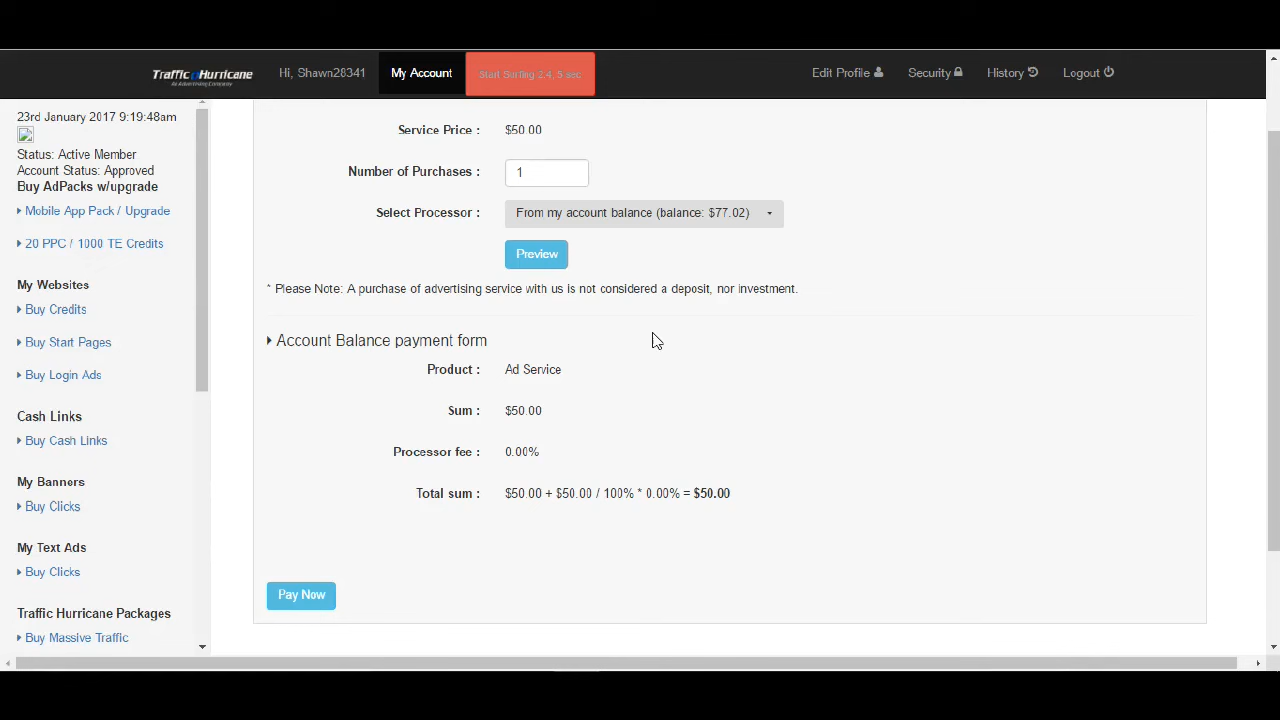 Traffic Hurricane
An Advertising Company
Hi, Shawn28341
My Account
Start Surfing 2,4, 5 sec
Edit Profile
Security
History
Logout
23rd January 2017 9:19:48am
Status: Active Member
Account Status: Approved
Buy AdPacks w/upgrade
Mobile App Pack / Upgrade
20 PPC / 1000 TE Credits
My Websites
Buy Credits
Buy Start Pages
Buy Login Ads
Cash Links
Buy Cash Links
My Banners
Buy Clicks
My Text Ads
Buy Clicks
Traffic Hurricane Packages
Buy Massive Traffic
Service Price : $50.00
Number of Purchases : 1
Select Processor : From my account balance (balance: $77.02)
Preview
* Please Note: A purchase of advertising service with us is not considered a deposit, nor investment.
Account Balance payment form
Product : Ad Service
Sum : $50.00
Processor fee : 0.00%
Total sum : $50.00 + $50.00 / 100% * 0.00% = $50.00
Pay Now